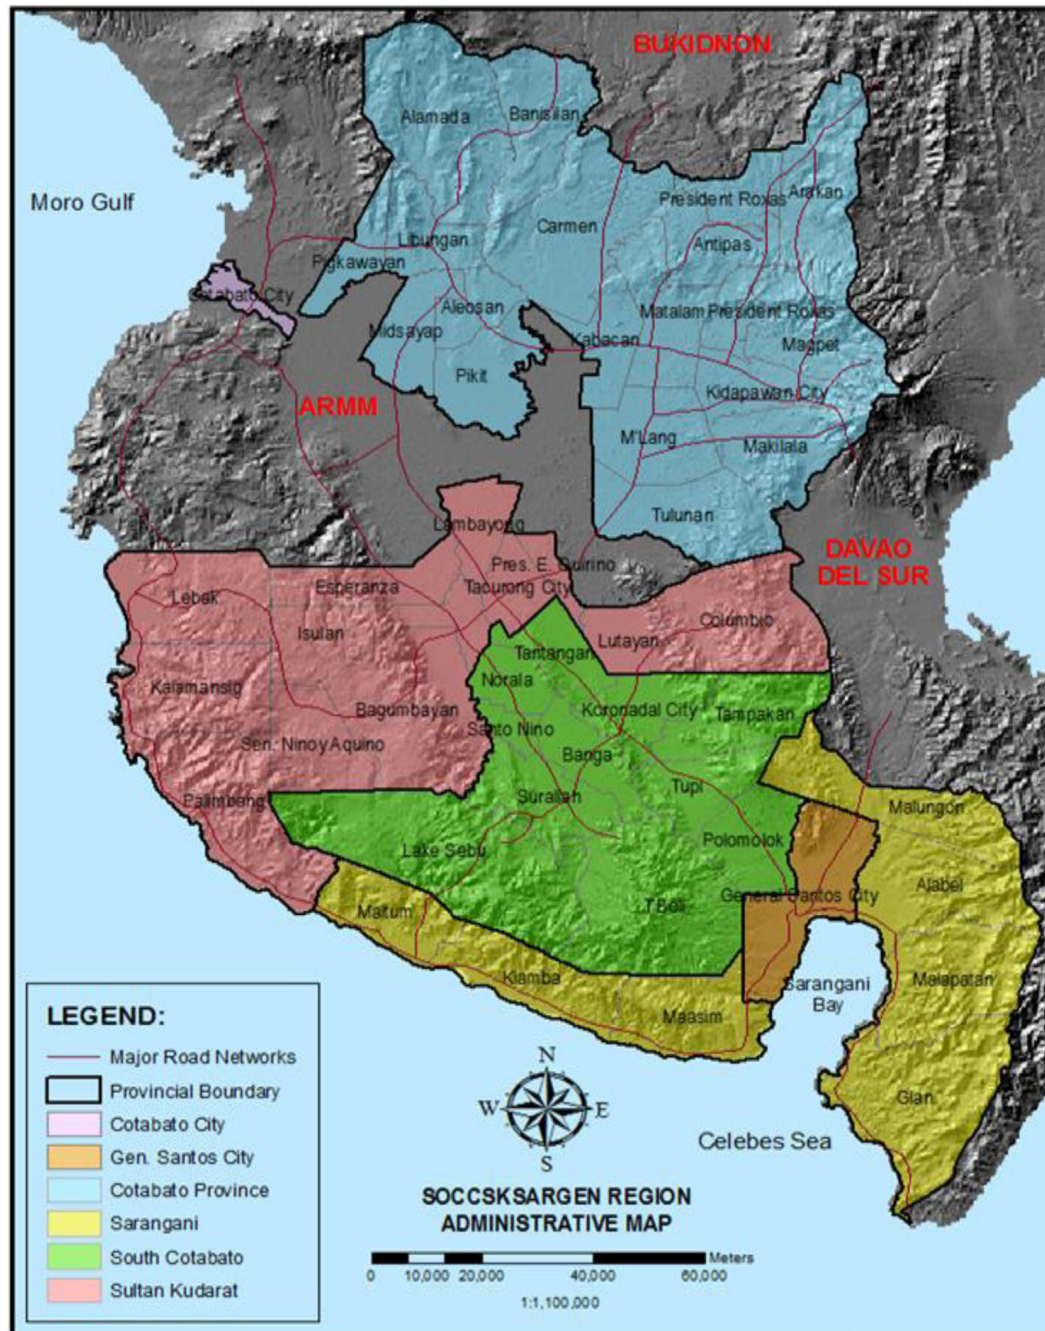 BUKIDNON
Alamada
Banisilan
Moro Gulf
President Roxas
Arakan
Carmen
Libungan
Antipas
Pigkawayan
Cotabato City
Aleosan
Matalam
President Roxas
Midsayap
Kabacan
Magpet
Pikit
Kidapawan City
ARMM
M'Lang
Makilala
Tulunan
Lambayong
DAVAO
DEL SUR
Pres. E. Quirino
Esperanza
Tacurong City
Lebak
Isulan
Lutayan
Columbio
Tantangan
Norala
Kalamansig
Bagumbayan
Koronadal City
Tampakan
Santo Nino
Sen. Ninoy Aquino
Banga
Tupi
Palimbang
Surallah
Malungon
Lake Sebu
Polomolok
Alabel
General Santos City
T'Boli
Maitum
Kiamba
Sarangani
Bay
Malapatan
Maasim
Glan
Celebes Sea
LEGEND:
Major Road Networks
Provincial Boundary
Cotabato City
Gen. Santos City
Cotabato Province
Sarangani
South Cotabato
Sultan Kudarat
N
W
E
S
SOCCSKSARGEN REGION
ADMINISTRATIVE MAP
Meters
0 10,000 20,000 40,000 60,000
1:1,100,000